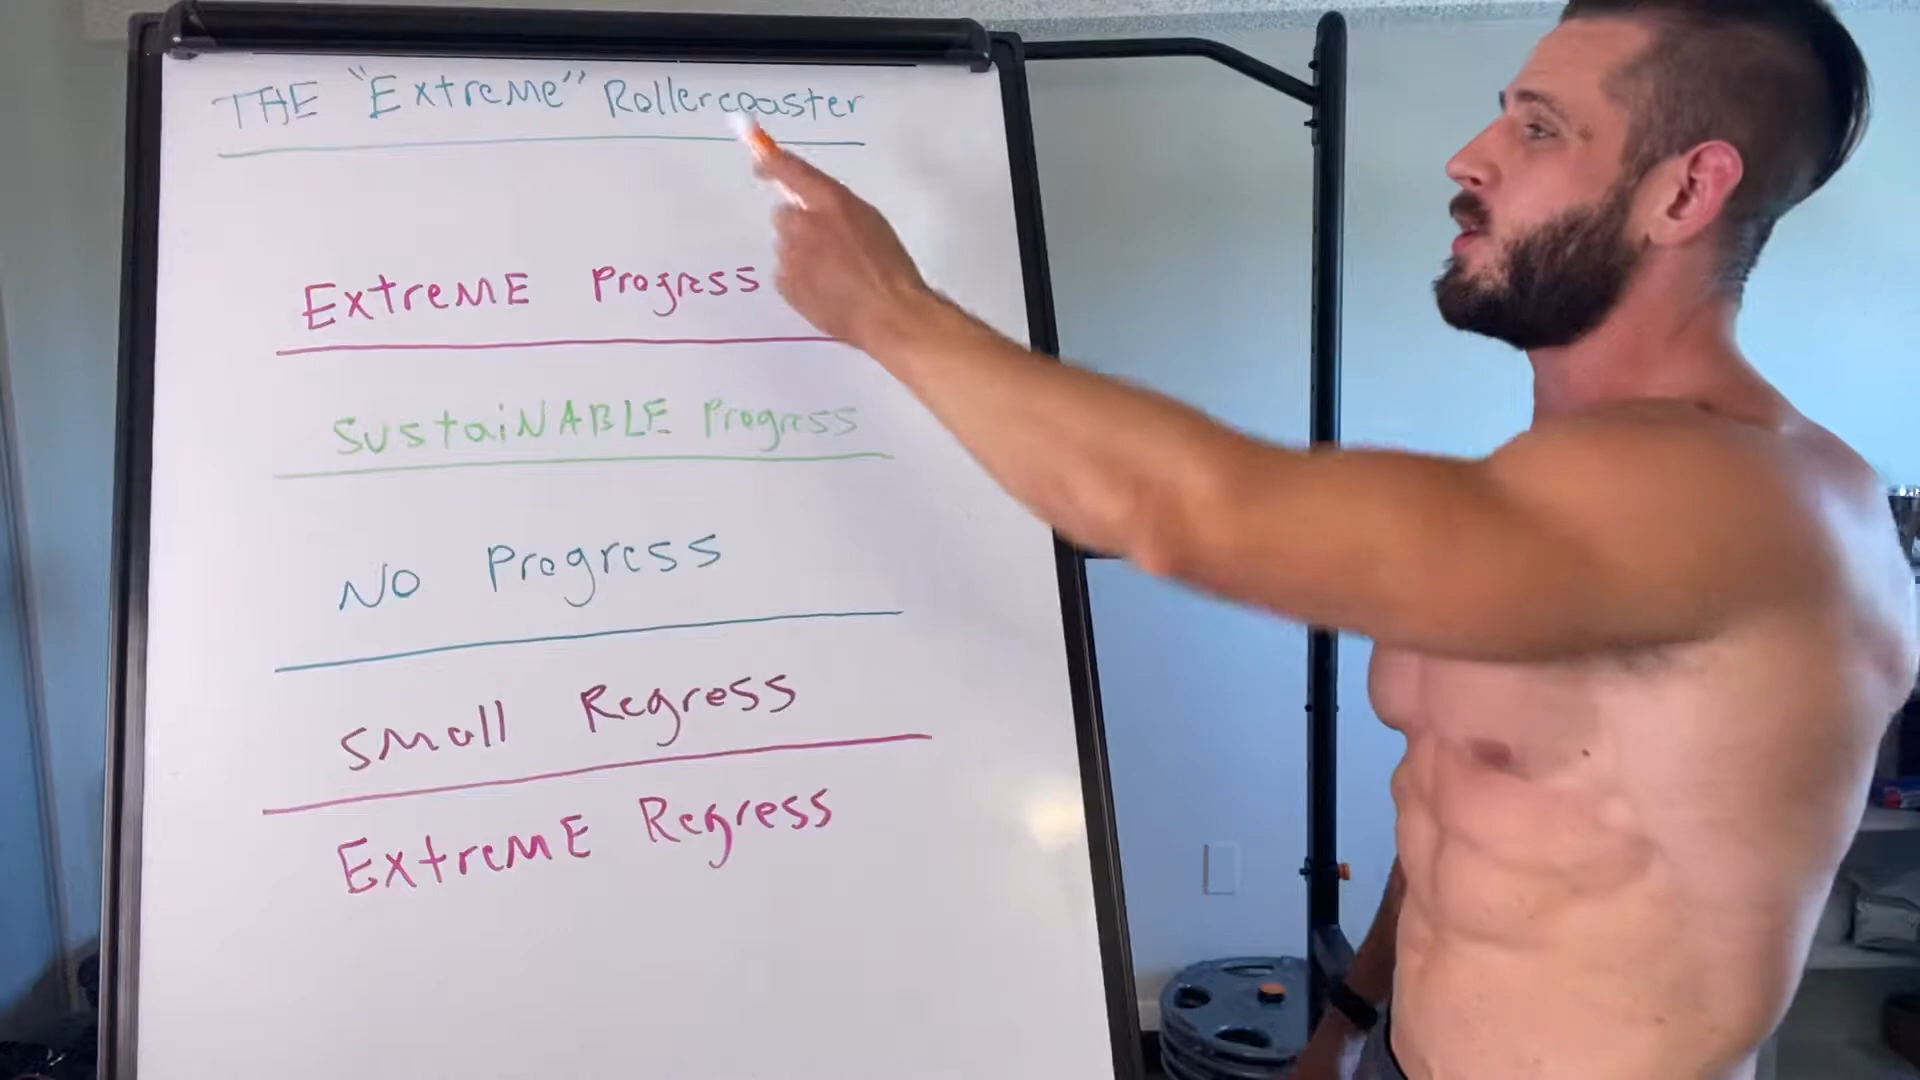 THE "ExtreMe" Rollercoaster
ExtreME Progress
SustaiNABLE Progress
NO Progress
SMall Regress
ExtreME Regress